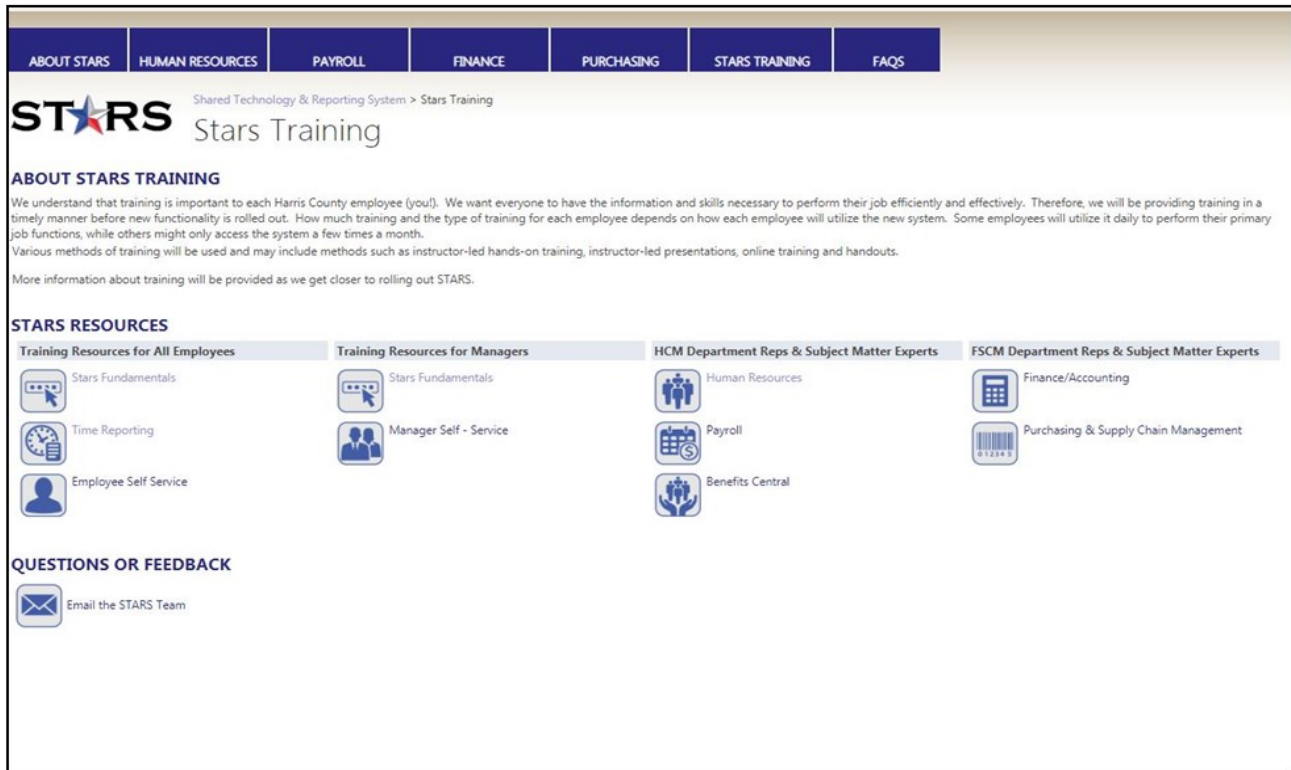 ABOUT STARS HUMAN RESOURCES PAYROLL FINANCE PURCHASING STARS TRAINING FAQS
STARS
Shared Technology & Reporting System > Stars Training
Stars Training
ABOUT STARS TRAINING
We understand that training is important to each Harris County employee (you!). We want everyone to have the information and skills necessary to perform their job efficiently and effectively. Therefore, we will be providing training in a
timely manner before new functionality is rolled out. How much training and the type of training for each employee depends on how each employee will utilize the new system. Some employees will utilize it daily to perform their primary
job functions, while others might only access the system a few times a month.
Various methods of training will be used and may include methods such as instructor-led hands-on training, instructor-led presentations, online training and handouts.
More information about training will be provided as we get closer to rolling out STARS.
STARS RESOURCES
Training Resources for All Employees
Stars Fundamentals
Time Reporting
Employee Self Service
Training Resources for Managers
Stars Fundamentals
Manager Self - Service
HCM Department Reps & Subject Matter Experts
Human Resources
Payroll
Benefits Central
FSCM Department Reps & Subject Matter Experts
Finance/Accounting
Purchasing & Supply Chain Management
0 1 2 3 4 5
QUESTIONS OR FEEDBACK
Email the STARS Team